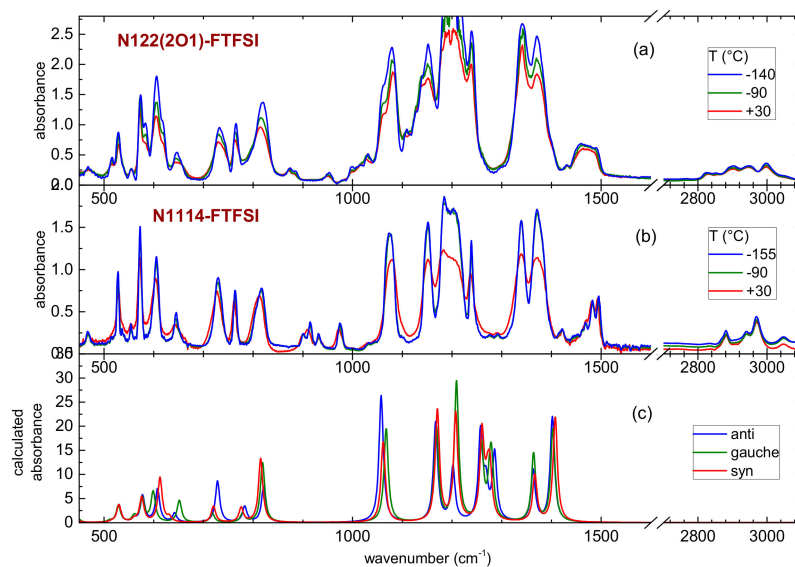 N122(2O1)-FTFSI
(a)
T (°C)
-140
-90
+30
absorbance
2.5
2.0
1.5
1.0
0.5
500
1000
1500
2800
3000
N1114-FTFSI
(b)
T (°C)
-155
-90
+30
absorbance
2.0
1.5
1.0
0.5
500
1000
1500
2800
3000
(c)
anti
gauche
syn
calculated
absorbance
30
25
20
15
10
5
0
500
1000
1500
2800
3000
wavenumber (cm⁻¹)